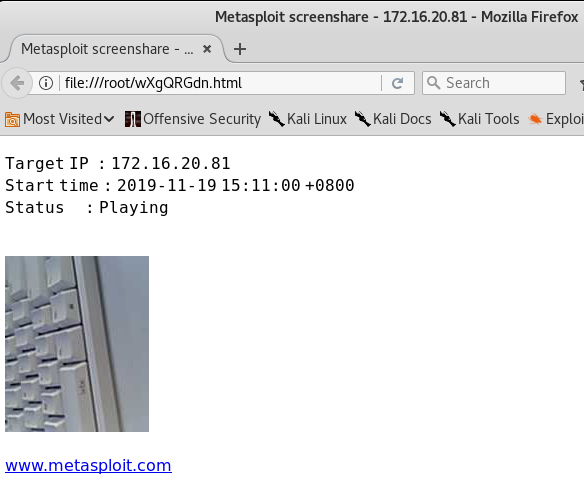 Metasploit screenshare - 172.16.20.81 - Mozilla Firefox
Metasploit screenshare - ...
file:///root/wXgQRGdn.html
Search
Most Visited Offensive Security Kali Linux Kali Docs Kali Tools Exploi
Target IP : 172.16.20.81
Start time : 2019-11-19 15:11:00 +0800
Status : Playing
www.metasploit.com